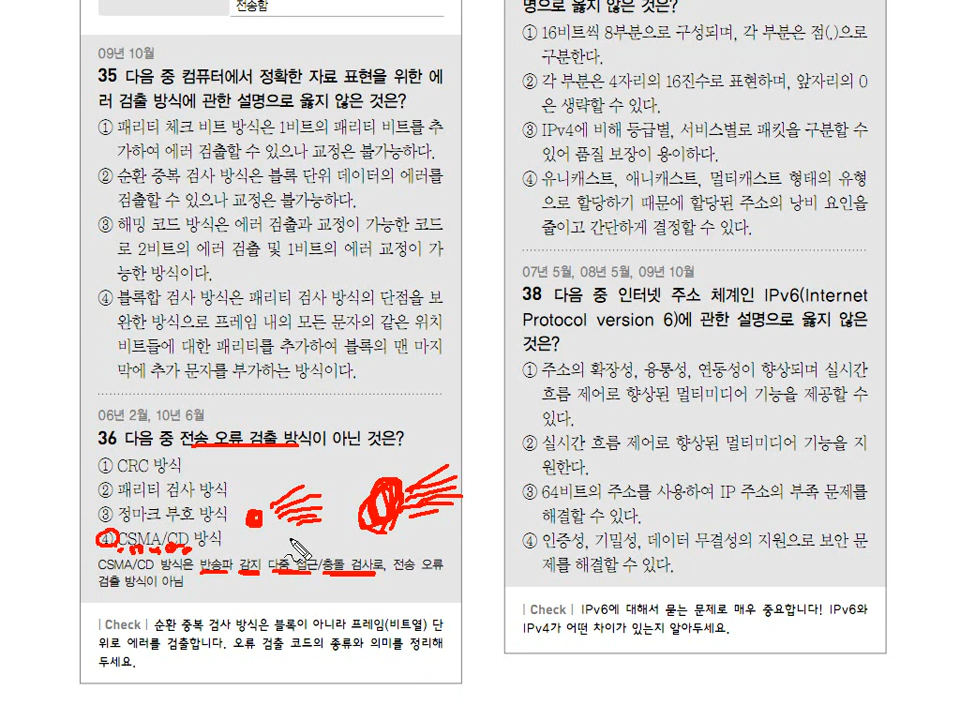 전송함
09년 10월
35 다음 중 컴퓨터에서 정확한 자료 표현을 위한 에
러 검출 방식에 관한 설명으로 옳지 않은 것은?
① 패리티 체크 비트 방식은 1비트의 패리티 비트를 추
가하여 에러 검출할 수 있으나 교정은 불가능하다.
② 순환 중복 검사 방식은 블록 단위 데이터의 에러를
검출할 수 있으나 교정은 불가능하다.
③ 해밍 코드 방식은 에러 검출과 교정이 가능한 코드
로 2비트의 에러 검출 및 1비트의 에러 교정이 가
능한 방식이다.
④ 블록합 검사 방식은 패리티 검사 방식의 단점을 보
완한 방식으로 프레임 내의 모든 문자의 같은 위치
비트들에 대한 패리티를 추가하여 블록의 맨 마지
막에 추가 문자를 부가하는 방식이다.
06년 2월, 10년 6월
36 다음 중 전송 오류 검출 방식이 아닌 것은?
① CRC 방식
② 패리티 검사 방식
③ 정마크 부호 방식
④ CSMA/CD 방식
CSMA/CD 방식은 반송파 감지 다중 접근/충돌 검사로, 전송 오류
검출 방식이 아님
| Check | 순환 중복 검사 방식은 블록이 아니라 프레임(비트열) 단
위로 에러를 검출합니다. 오류 검출 코드의 종류와 의미를 정리해
두세요.
명으로 옳지 않은 것은?
① 16비트씩 8부분으로 구성되며, 각 부분은 점(.)으로
구분한다.
② 각 부분은 4자리의 16진수로 표현하며, 앞자리의 0
은 생략할 수 있다.
③ IPv4에 비해 등급별, 서비스별로 패킷을 구분할 수
있어 품질 보장이 용이하다.
④ 유니캐스트, 애니캐스트, 멀티캐스트 형태의 유형
으로 할당하기 때문에 할당된 주소의 낭비 요인을
줄이고 간단하게 결정할 수 있다.
07년 5월, 08년 5월, 09년 10월
38 다음 중 인터넷 주소 체계인 IPv6(Internet
Protocol version 6)에 관한 설명으로 옳지 않은
것은?
① 주소의 확장성, 융통성, 연동성이 향상되며 실시간
흐름 제어로 향상된 멀티미디어 기능을 제공할 수
있다.
② 실시간 흐름 제어로 향상된 멀티미디어 기능을 지
원한다.
③ 64비트의 주소를 사용하여 IP 주소의 부족 문제를
해결할 수 있다.
④ 인증성, 기밀성, 데이터 무결성의 지원으로 보안 문
제를 해결할 수 있다.
| Check | IPv6에 대해서 묻는 문제로 매우 중요합니다! IPv6와
IPv4가 어떤 차이가 있는지 알아두세요.